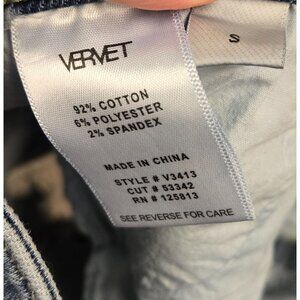 VERVET
S
92% COTTON
6% POLYESTER
2% SPANDEX
MADE IN CHINA
STYLE # V3413
CUT # 53342
RN # 125813
SEE REVERSE FOR CARE